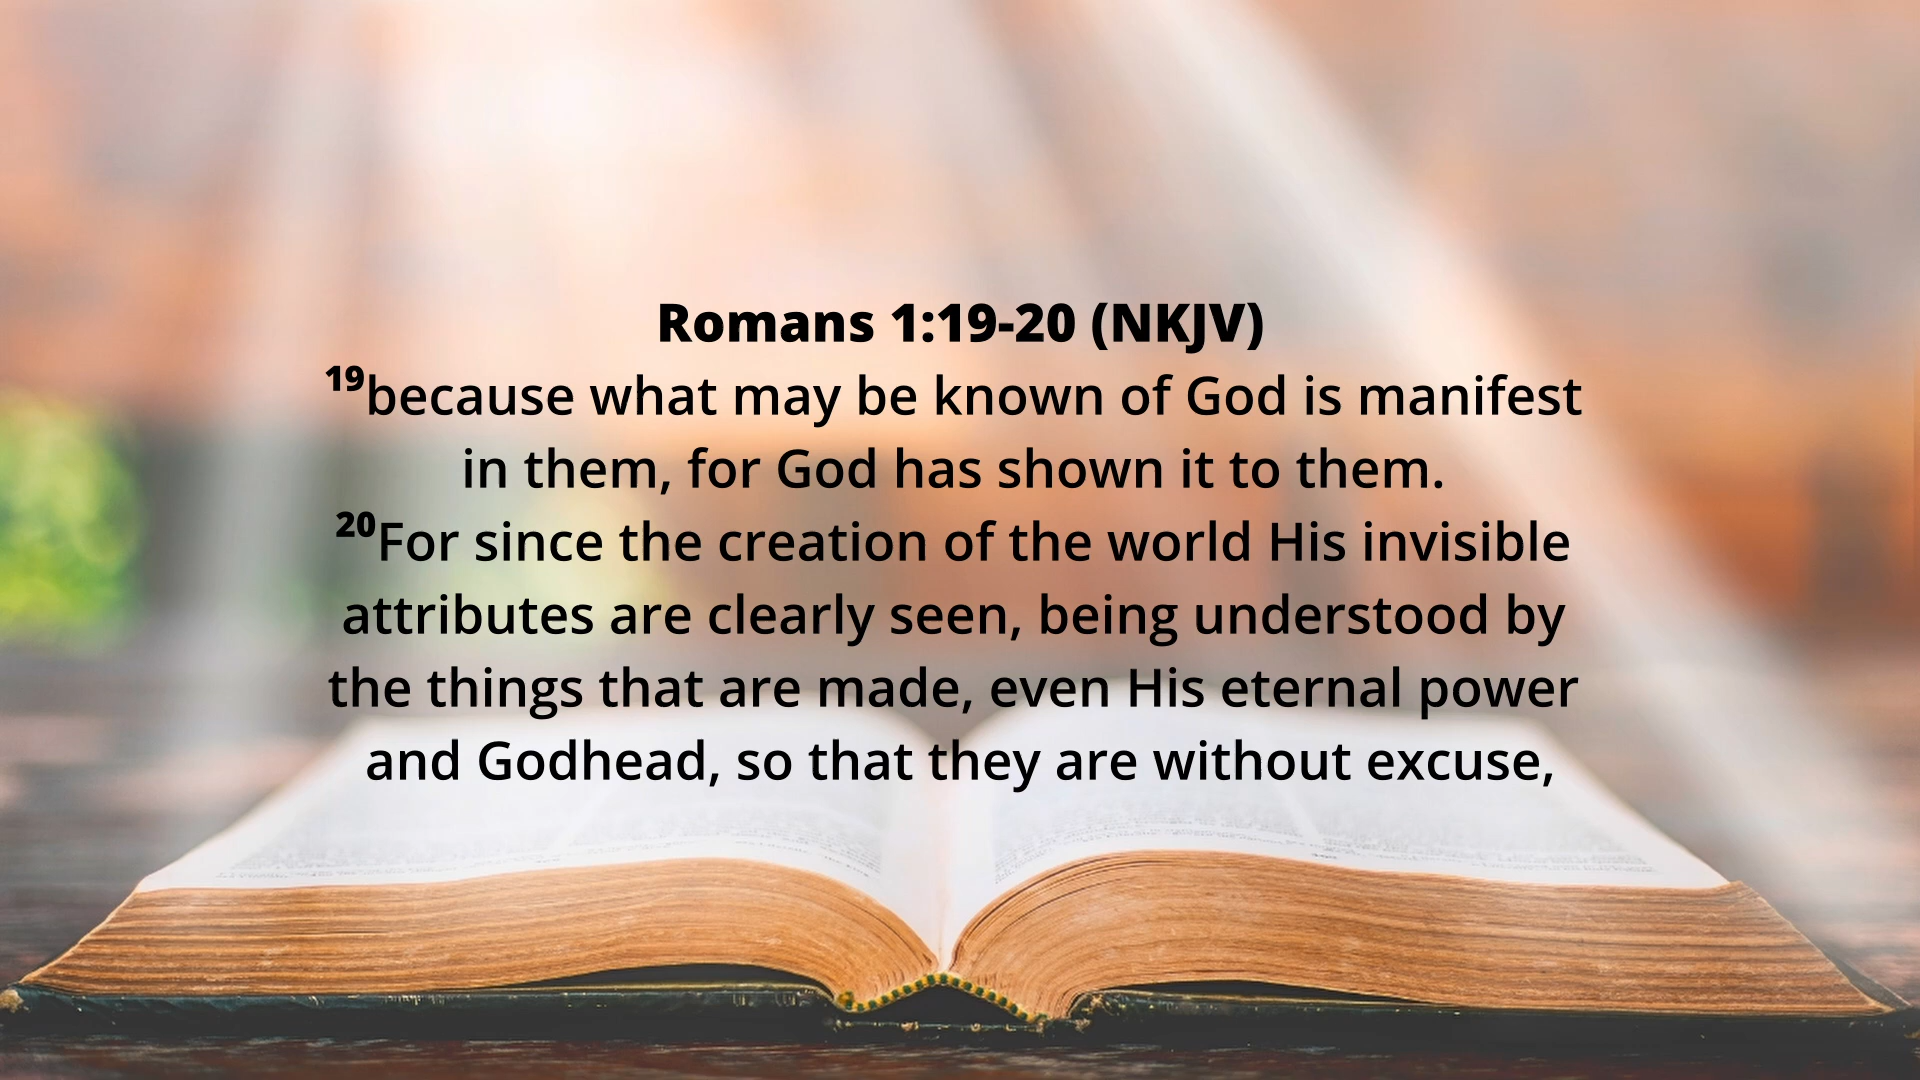 Romans 1:19-20 (NKJV)
19because what may be known of God is manifest
in them, for God has shown it to them.
20For since the creation of the world His invisible
attributes are clearly seen, being understood by
the things that are made, even His eternal power
and Godhead, so that they are without excuse,